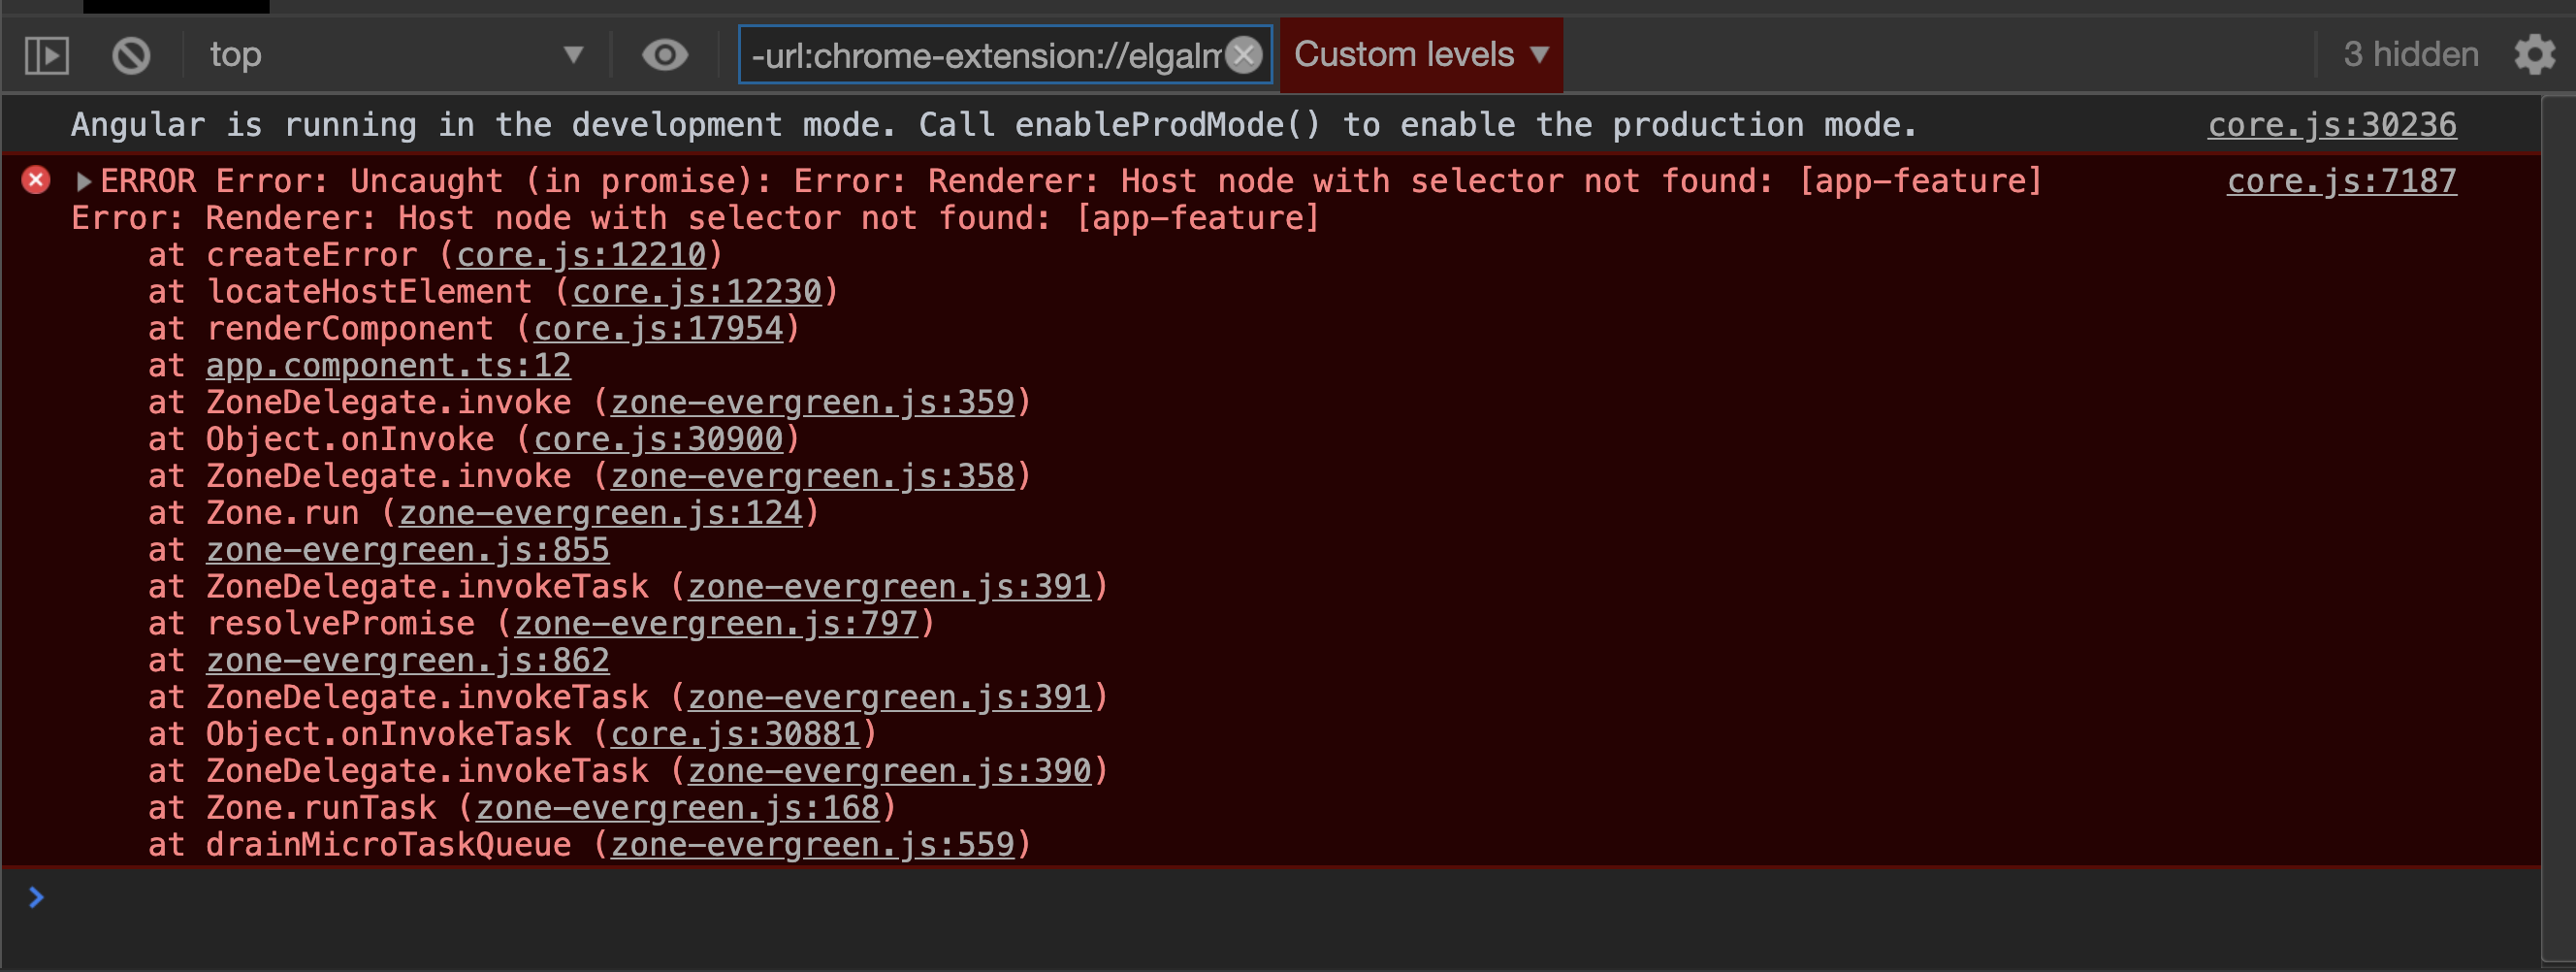 top
-url:chrome-extension://elgalm
Custom levels
3 hidden
Angular is running in the development mode. Call enableProdMode() to enable the production mode. core.js:30236
ERROR Error: Uncaught (in promise): Error: Renderer: Host node with selector not found: [app-feature] core.js:7187
Error: Renderer: Host node with selector not found: [app-feature]
at createError (core.js:12210)
at locateHostElement (core.js:12230)
at renderComponent (core.js:17954)
at app.component.ts:12
at ZoneDelegate.invoke (zone-evergreen.js:359)
at Object.onInvoke (core.js:30900)
at ZoneDelegate.invoke (zone-evergreen.js:358)
at Zone.run (zone-evergreen.js:124)
at zone-evergreen.js:855
at ZoneDelegate.invokeTask (zone-evergreen.js:391)
at resolvePromise (zone-evergreen.js:797)
at zone-evergreen.js:862
at ZoneDelegate.invokeTask (zone-evergreen.js:391)
at Object.onInvokeTask (core.js:30881)
at ZoneDelegate.invokeTask (zone-evergreen.js:390)
at Zone.runTask (zone-evergreen.js:168)
at drainMicroTaskQueue (zone-evergreen.js:559)